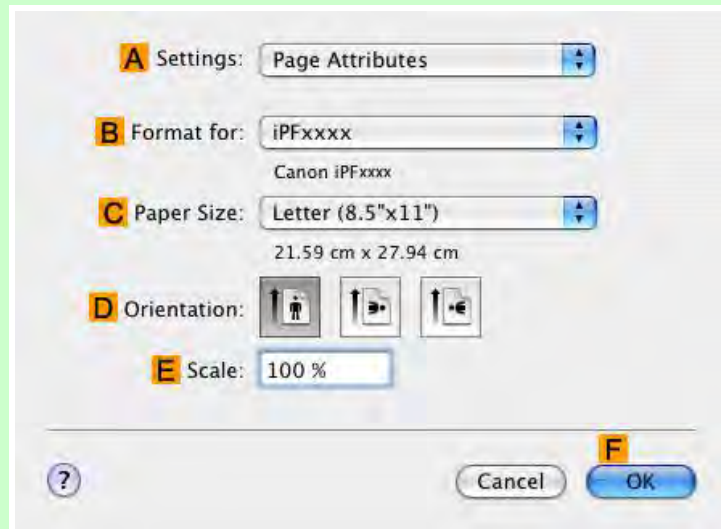 A Settings: Page Attributes
B Format for: iPFxxxx
Canon iPFxxxx
C Paper Size: Letter (8.5"x11")
21.59 cm x 27.94 cm
D Orientation:
E Scale: 100 %
F
? Cancel OK